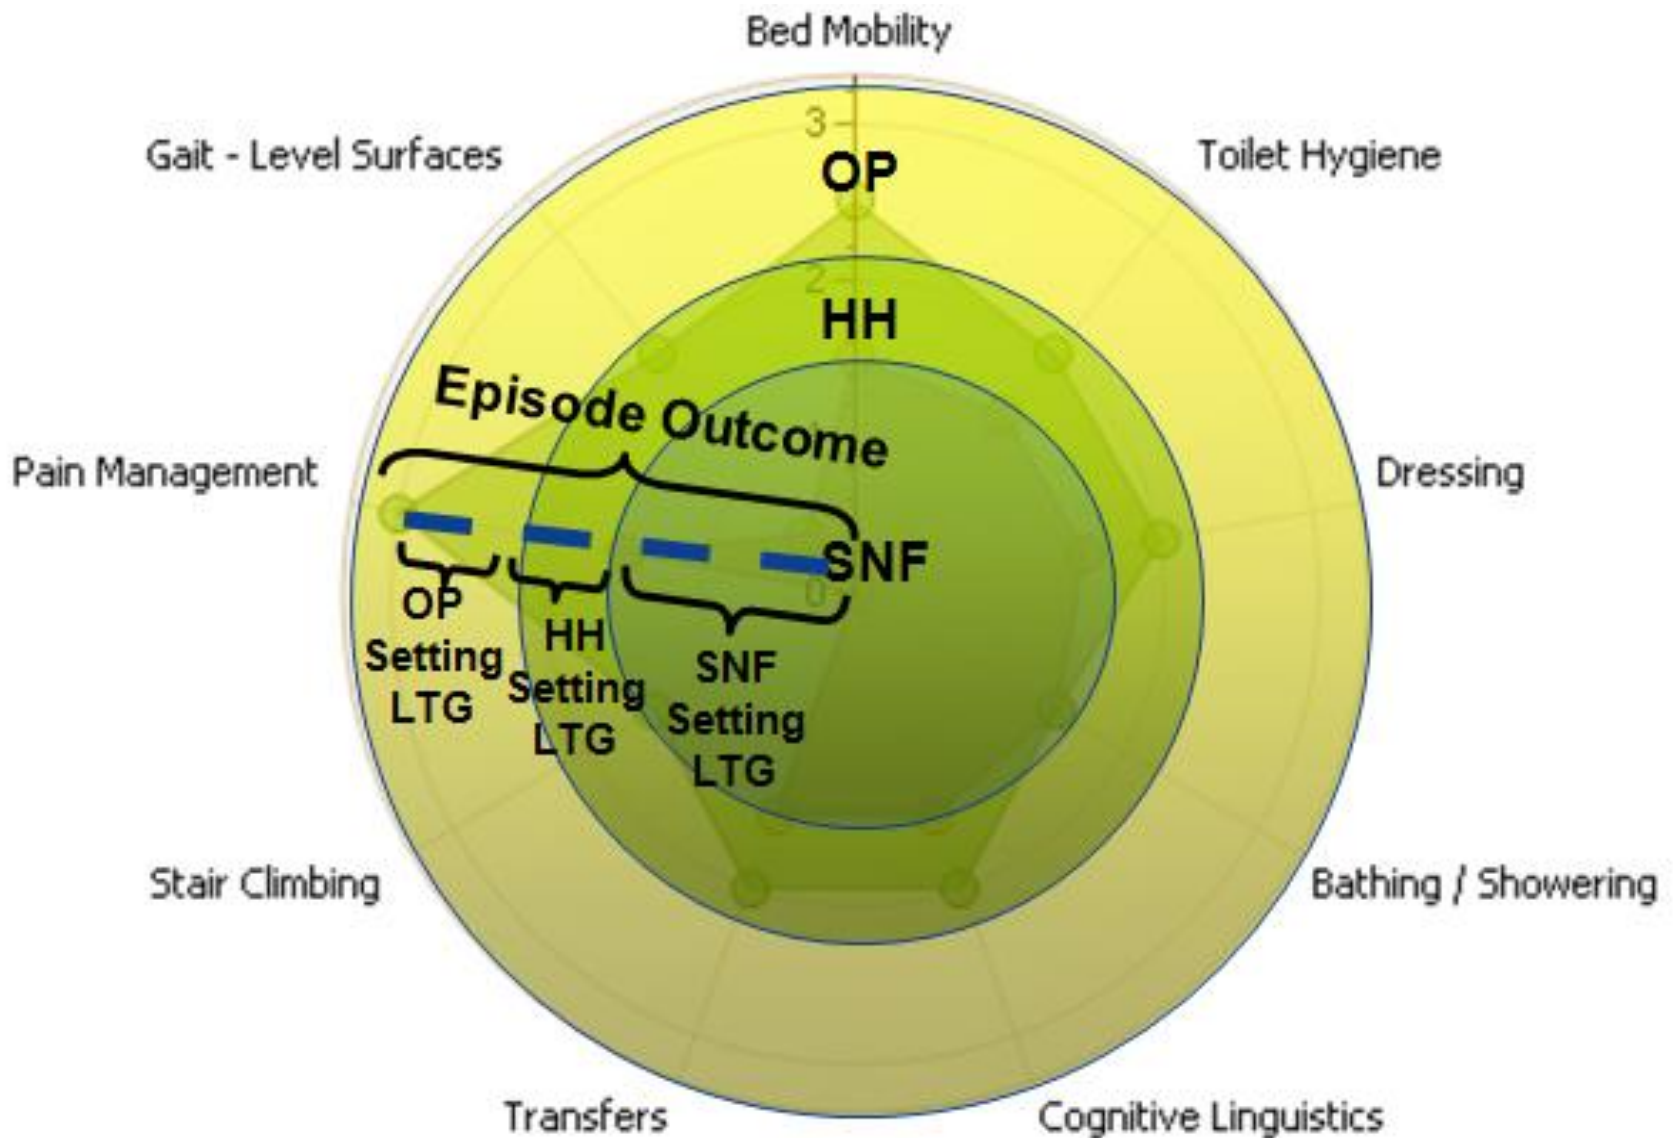 Bed Mobility
Gait - Level Surfaces
Toilet Hygiene
3
OP
2
HH
Episode Outcome
Pain Management
Dressing
SNF
0
OP
Setting
LTG
HH
Setting
LTG
SNF
Setting
LTG
Stair Climbing
Bathing / Showering
Transfers
Cognitive Linguistics